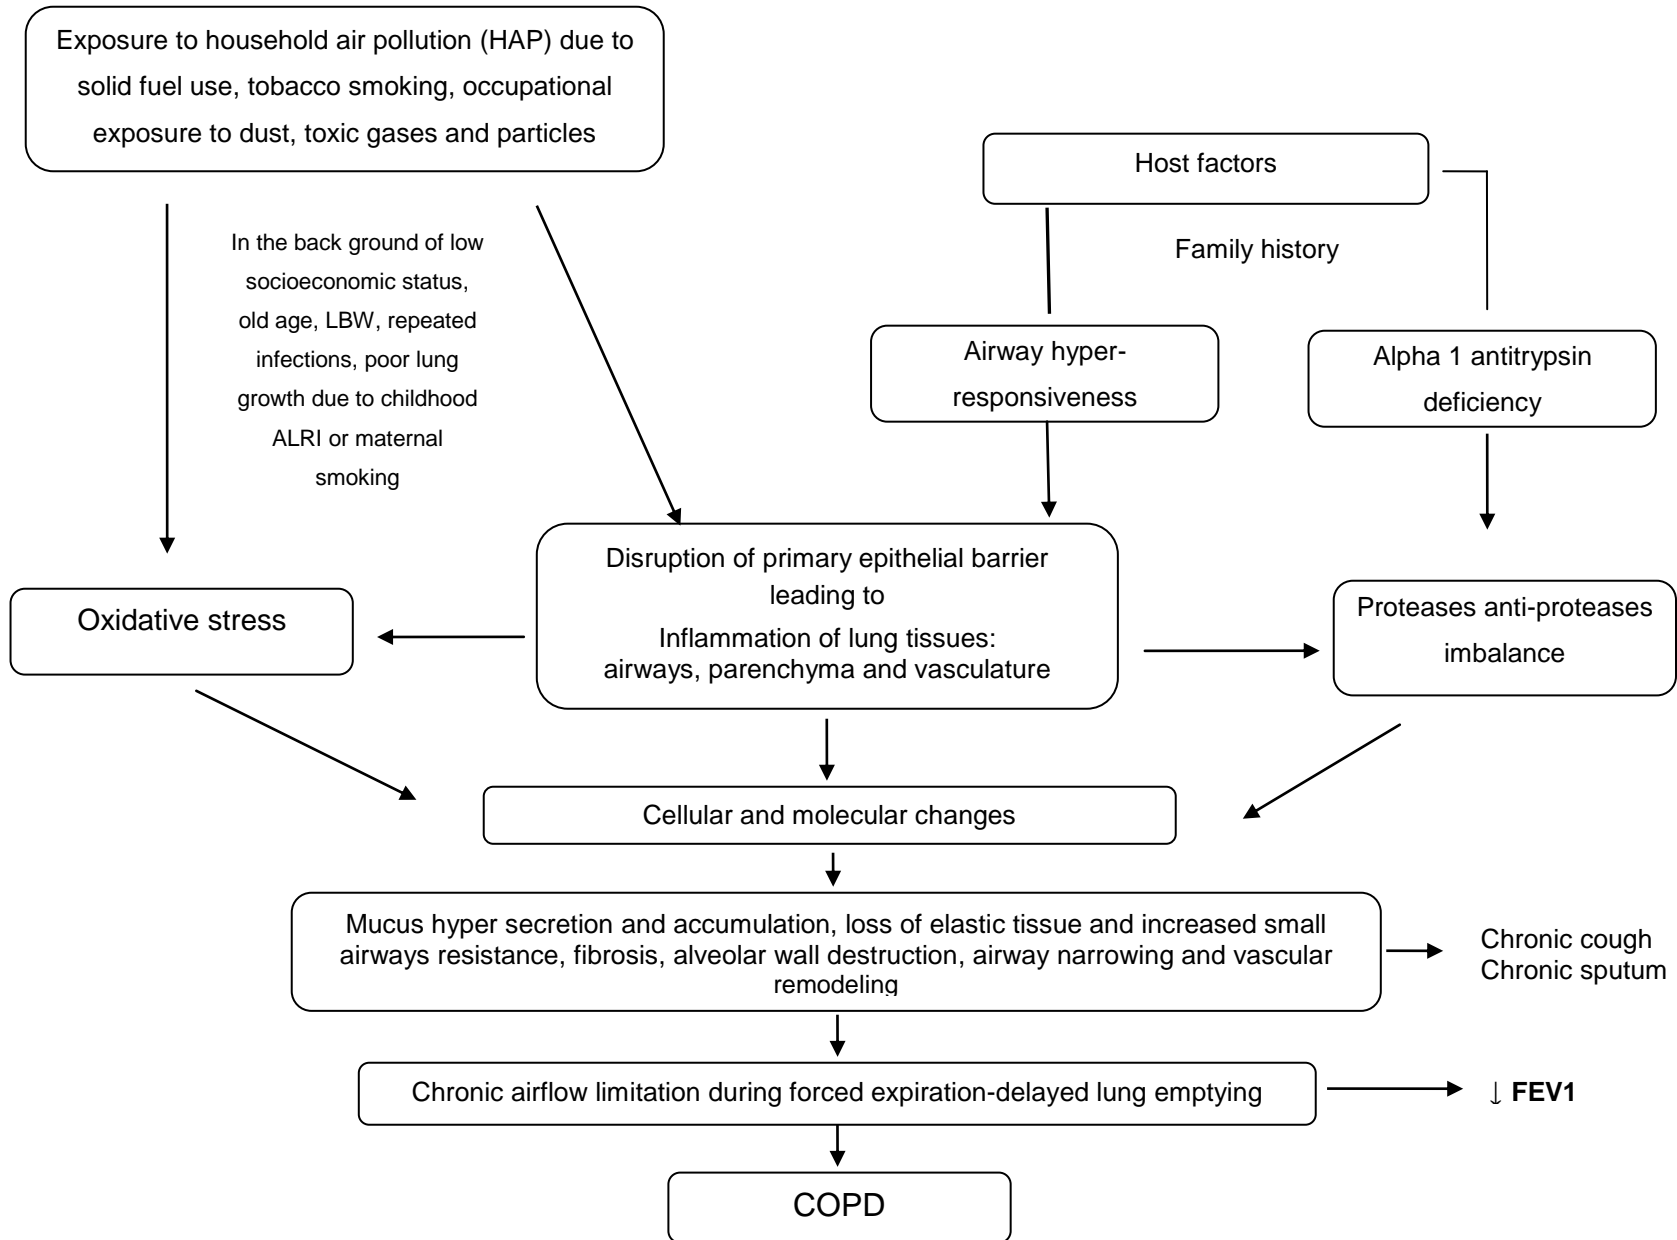 Exposure to household air pollution (HAP) due to
solid fuel use, tobacco smoking, occupational
exposure to dust, toxic gases and particles
Host factors
In the back ground of low
socioeconomic status,
old age, LBW, repeated
infections, poor lung
growth due to childhood
ALRI or maternal
smoking
Family history
Airway hyper-
responsiveness
Alpha 1 antitrypsin
deficiency
Oxidative stress
Disruption of primary epithelial barrier
leading to
Inflammation of lung tissues:
airways, parenchyma and vasculature
Proteases anti-proteases
imbalance
Cellular and molecular changes
Mucus hyper secretion and accumulation, loss of elastic tissue and increased small
airways resistance, fibrosis, alveolar wall destruction, airway narrowing and vascular
remodeling
Chronic cough
Chronic sputum
Chronic airflow limitation during forced expiration-delayed lung emptying
↓ FEV1
COPD